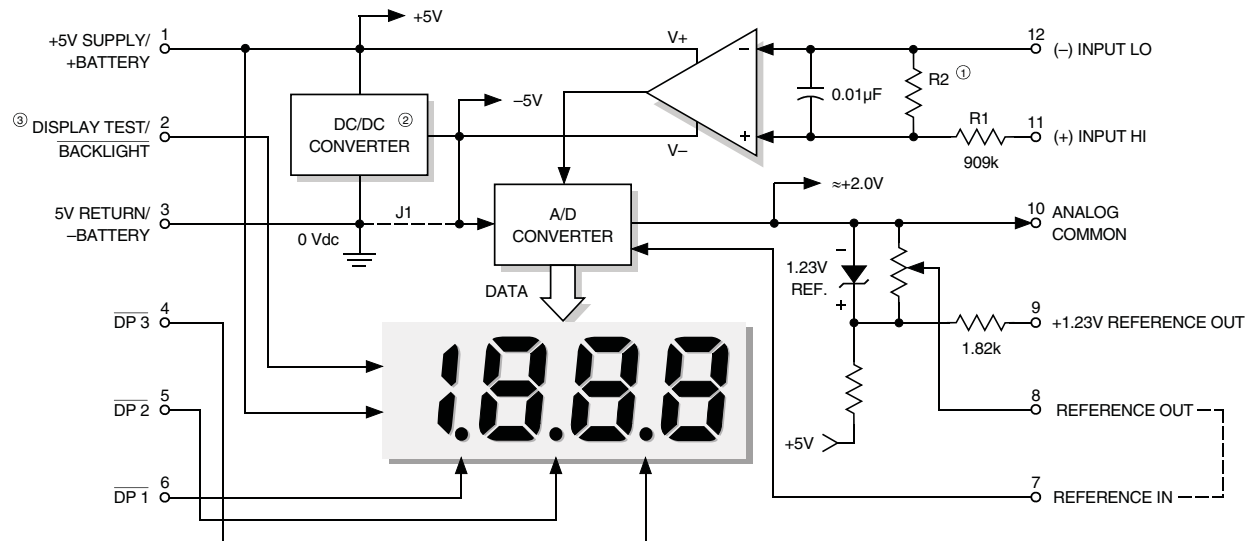 +5V SUPPLY/
+BATTERY
1
③ DISPLAY TEST/
BACKLIGHT
2
5V RETURN/
–BATTERY
3
DP 3
4
DP 2
5
DP 1
6
+5V
DC/DC ②
CONVERTER
–5V
V+
V–
–
+
0 Vdc
J1
A/D
CONVERTER
DATA
1.8.8.8
0.01µF
R2 ①
R1
909k
12
(–) INPUT LO
11
(+) INPUT HI
≈+2.0V
10
ANALOG
COMMON
–
1.23V
REF.
+
9
+1.23V REFERENCE OUT
1.82k
8
REFERENCE OUT
+5V
7
REFERENCE IN